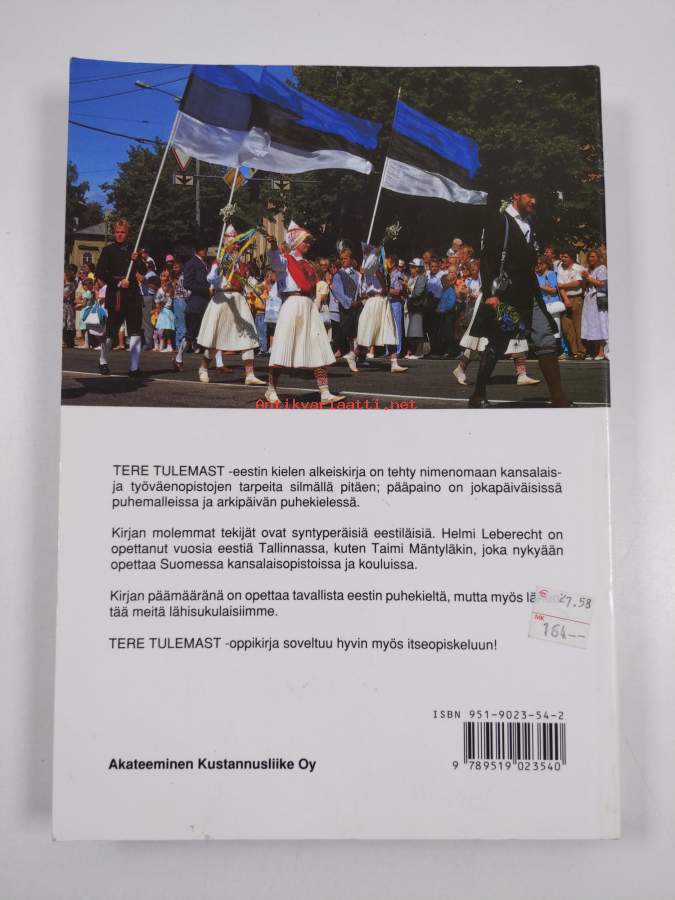 Antikvariaatti.net
TERE TULEMAST -eestin kielen alkeiskirja on tehty nimenomaan kansalais-
ja työväenopistojen tarpeita silmällä pitäen; pääpaino on jokapäiväisissä
puhemalleissa ja arkipäivän puhekielessä.
Kirjan molemmat tekijät ovat syntyperäisiä eestiläisiä. Helmi Leberecht on
opettanut vuosia eestiä Tallinnassa, kuten Taimi Mäntyläkin, joka nykyään
opettaa Suomessa kansalaisopistoissa ja kouluissa.
Kirjan päämääränä on opettaa tavallista eestin puhekieltä, mutta myös
tää meitä lähisukulaisiimme.
€ 27.58
MK
164--
TERE TULEMAST -oppikirja soveltuu hyvin myös itseopiskeluun!
ISBN 951-9023-54-2
9 789519 023540
Akateeminen Kustannusliike Oy